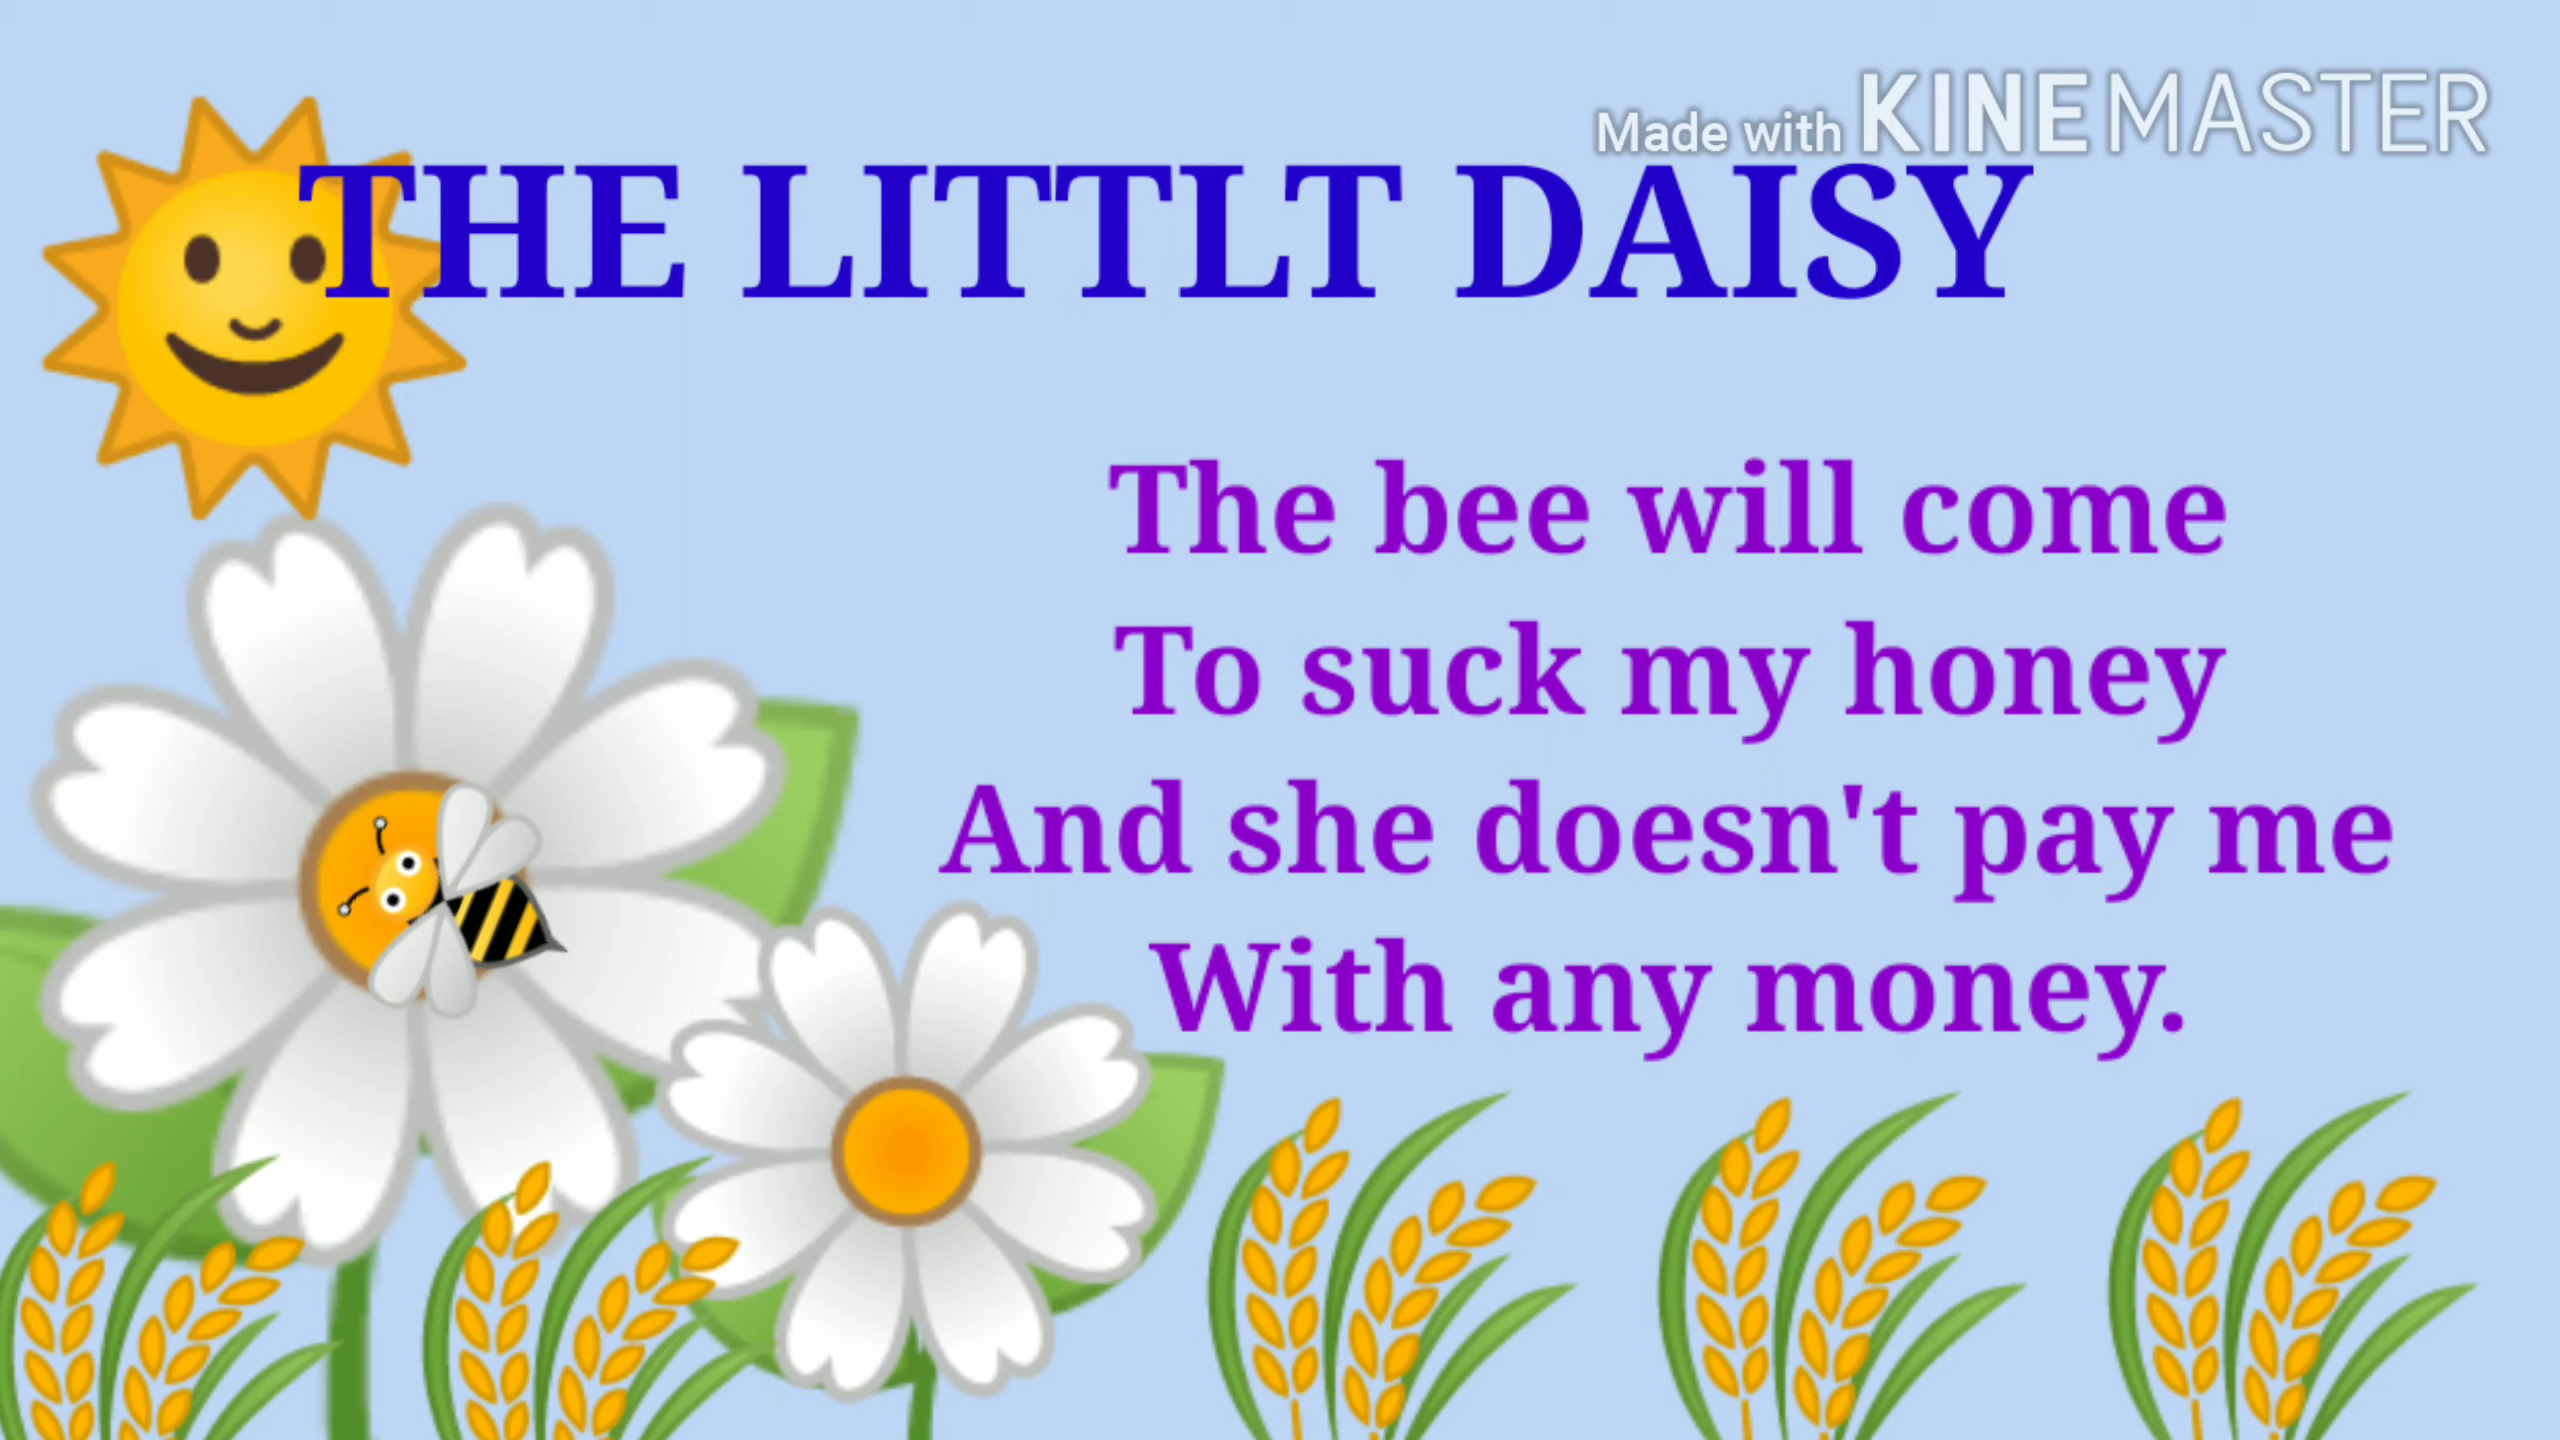 Made with KINEMASTER
THE LITTLT DAISY
The bee will come
To suck my honey
And she doesn't pay me
With any money.